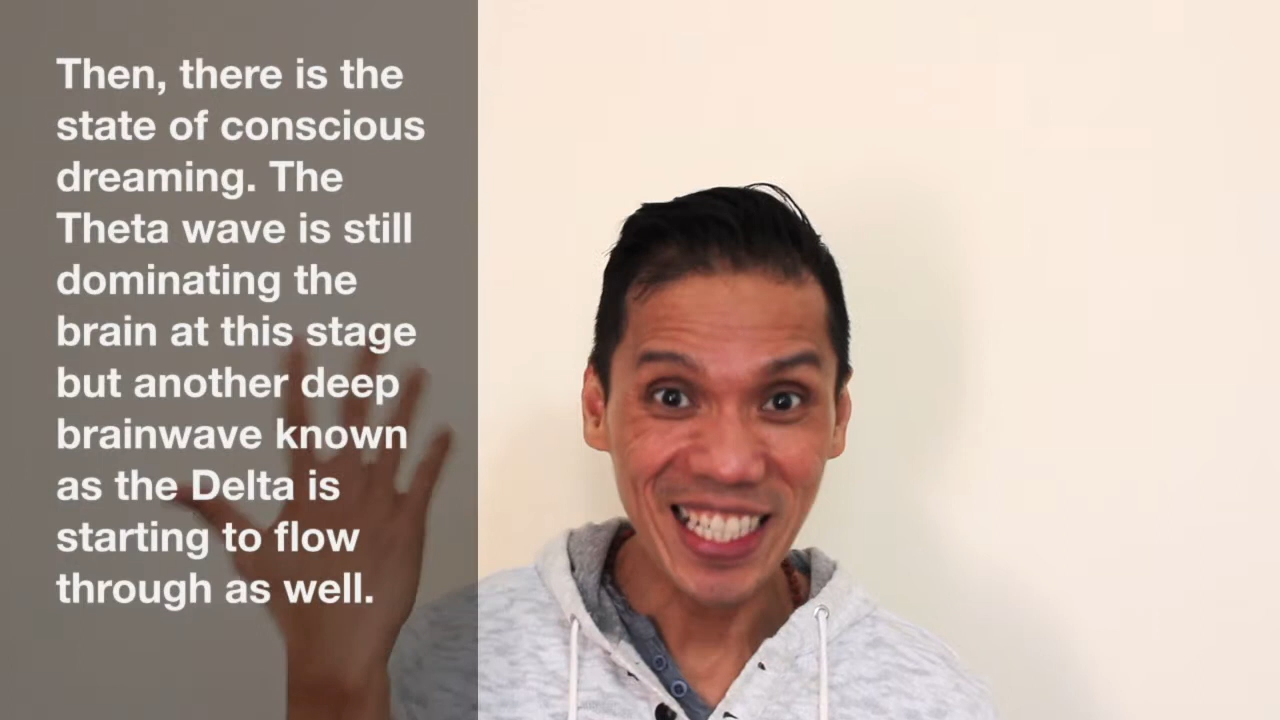 Then, there is the
state of conscious
dreaming. The
Theta wave is still
dominating the
brain at this stage
but another deep
brainwave known
as the Delta is
starting to flow
through as well.